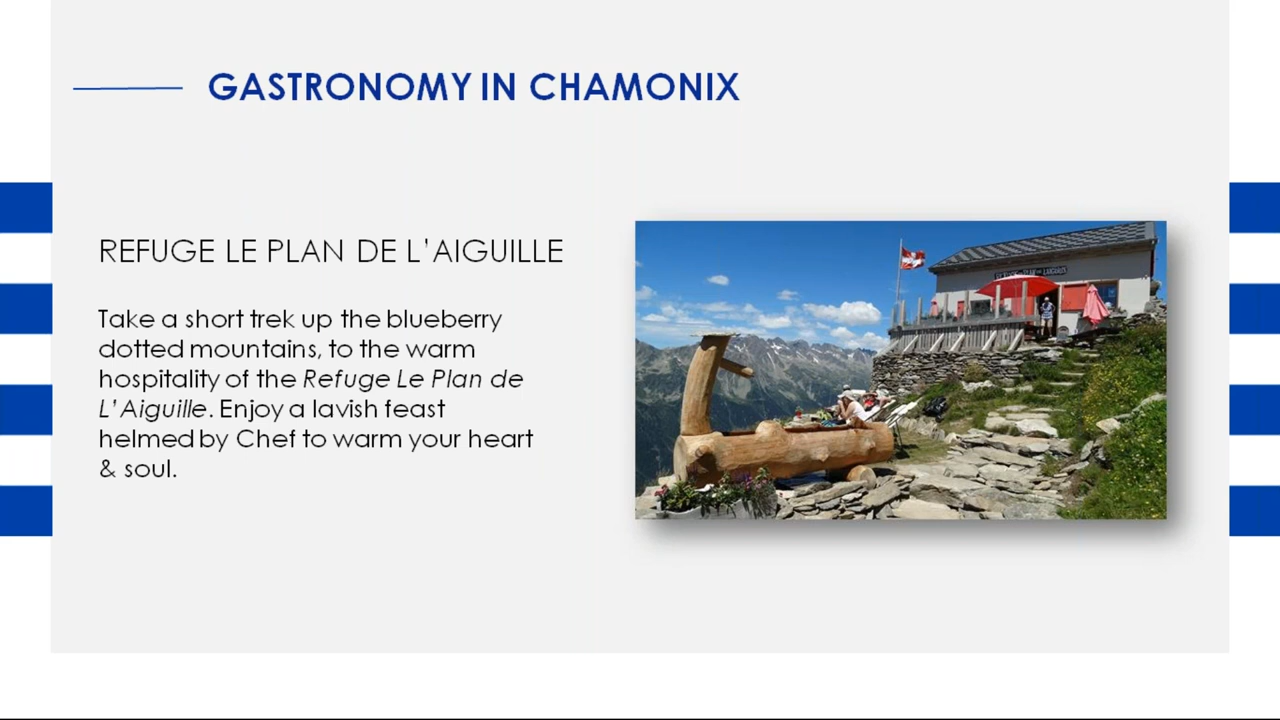 GASTRONOMY IN CHAMONIX
REFUGE LE PLAN DE L’AIGUILLE
Take a short trek up the blueberry
dotted mountains, to the warm
hospitality of the Refuge Le Plan de
L’Aiguille. Enjoy a lavish feast
helmed by Chef to warm your heart
& soul.